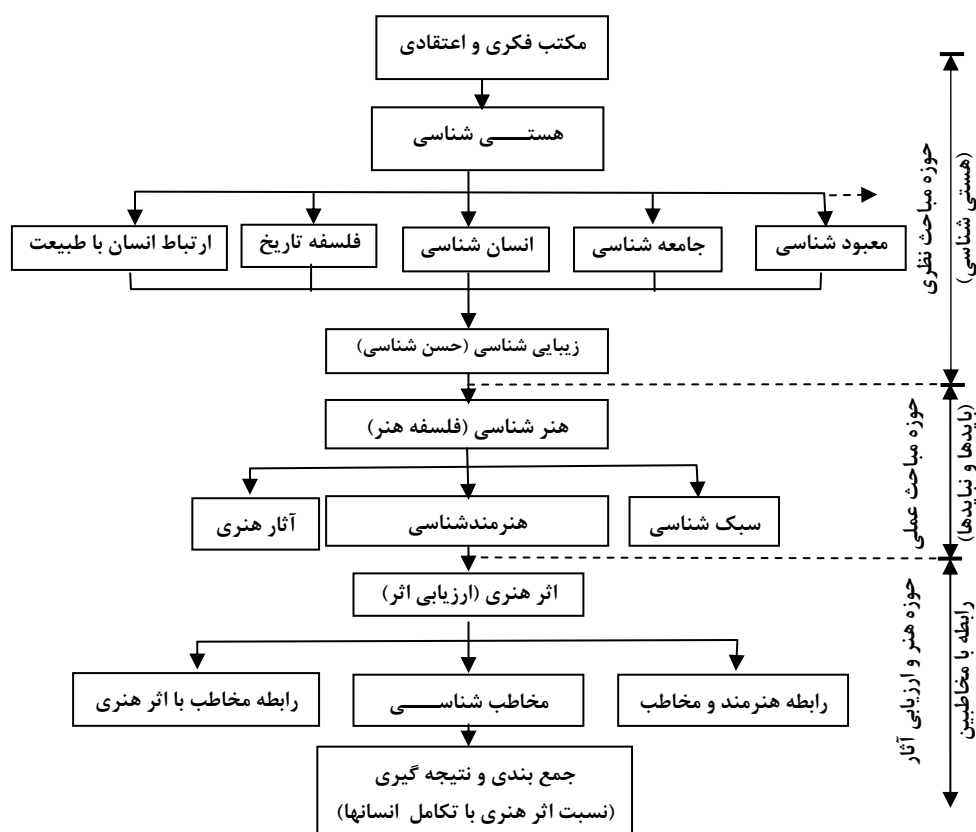 مکتب فکری و اعتقادی
هستــــی شناسی
معبود شناسی
جامعه شناسی
انسان شناسی
فلسفه تاریخ
ارتباط انسان با طبیعت
زیبایی شناسی (حسن شناسی)
هنر شناسی (فلسفه هنر)
سبک شناسی
هنرمندشناسی
آثار هنری
اثر هنری (ارزیابی اثر)
رابطه هنرمند و مخاطب
مخاطب شناســــی
رابطه مخاطب با اثر هنری
جمع بندی و نتیجه گیری
(نسبت اثر هنری با تکامل انسانها)
حوزه مباحث نظری
(هستی شناسی)
حوزه مباحث عملی
(بایدها و نبایدها)
حوزه هنر و ارزیابی آثار
رابطه با مخاطبین